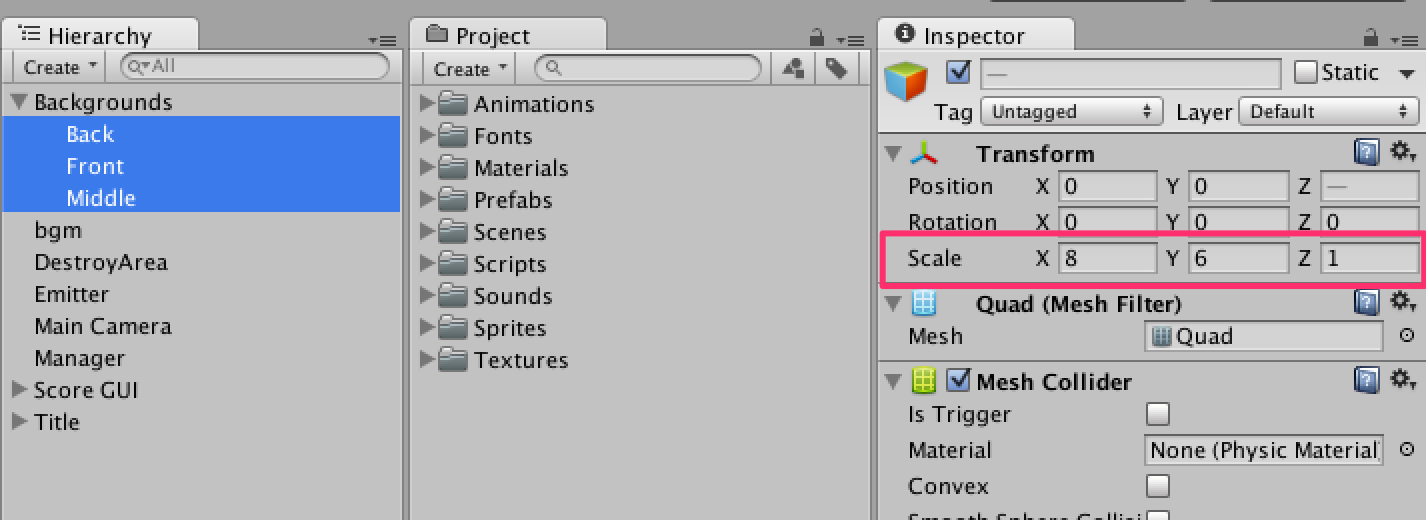 Hierarchy
Create
All
Backgrounds
Back
Front
Middle
bgm
DestroyArea
Emitter
Main Camera
Manager
Score GUI
Title
Project
Create
Animations
Fonts
Materials
Prefabs
Scenes
Scripts
Sounds
Sprites
Textures
Inspector
— Static
Tag Untagged Layer Default
Transform
Position X 0 Y 0 Z —
Rotation X 0 Y 0 Z 0
Scale X 8 Y 6 Z 1
Quad (Mesh Filter)
Mesh Quad
Mesh Collider
Is Trigger
Material None (Physic Material
Convex
Smooth Sphere Collisi